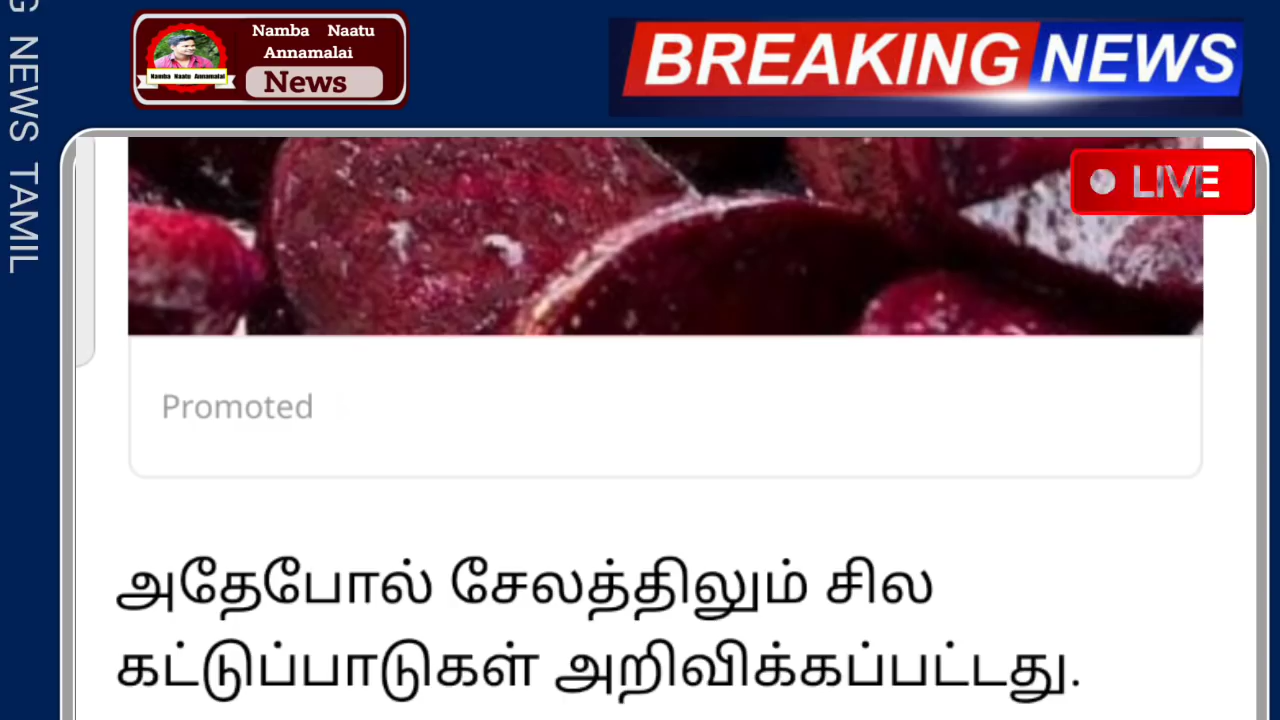 Namba Naatu
Annamalai
News
Namba Naatu Annamalai
BREAKING NEWS
G NEWS TAMIL
LIVE
Promoted
அதேபோல் சேலத்திலும் சில
கட்டுப்பாடுகள் அறிவிக்கப்பட்டது.